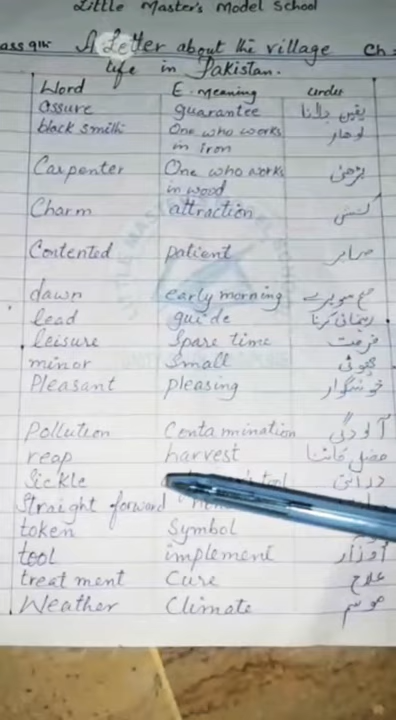 Little Master's Model School
ass 9th A Letter about the village Ch
life in Pakistan.
Word E. Meaning urdu
assure guarantee یقین دلانا
black smith One who works لوہار
in iron
Carpenter One who works بڑھئ
in wood
Charm attraction کشش
Contented patient صابر
dawn early morning صبح سویرے
lead guide رہنمائی کرنا
leisure Spare time فرصت
minor Small چھوٹی
Pleasant pleasing خوشگوار
Pollution Contamination آلودگی
reap harvest فصل کاٹنا
Sickle درانتی
Straight forward
token Symbol
tool implement اوزار
treatment Cure علاج
Weather Climate موسم